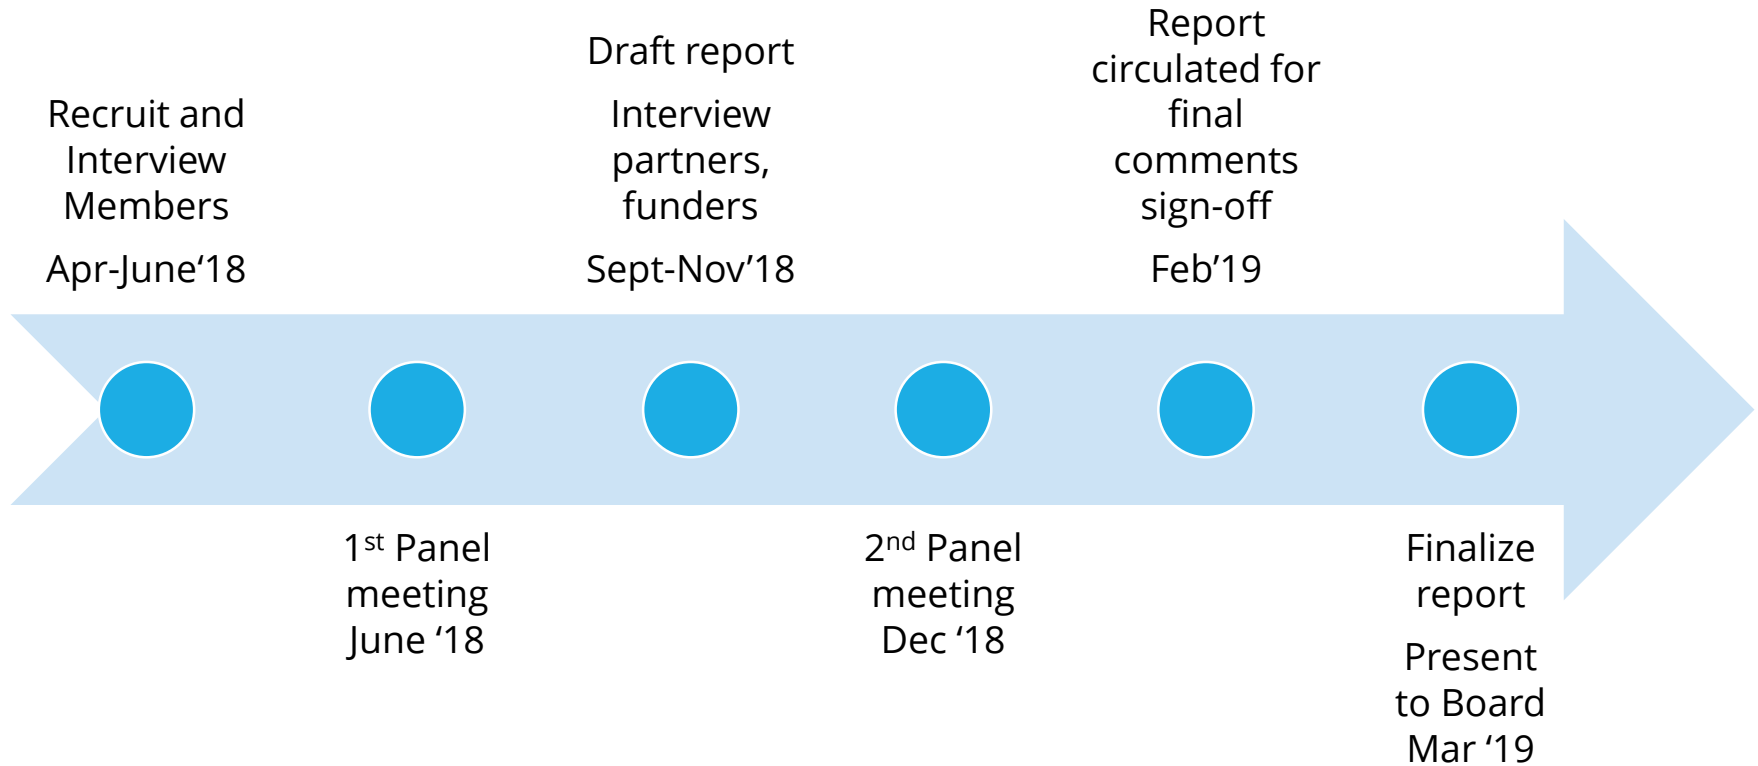 Recruit and
Interview
Members
Apr-June‘18
1st Panel
meeting
June ‘18
Draft report
Interview
partners,
funders
Sept-Nov’18
2nd Panel
meeting
Dec ‘18
Report
circulated for
final
comments
sign-off
Feb’19
Finalize
report
Present
to Board
Mar ‘19